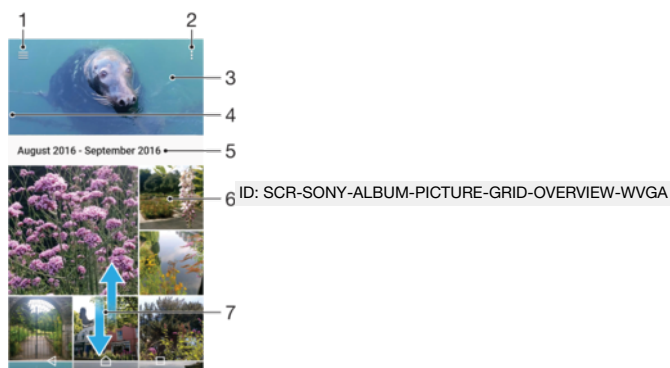 1 2
3
4
August 2016 - September 2016 5
6 ID: SCR-SONY-ALBUM-PICTURE-GRID-OVERVIEW-WVGA
7